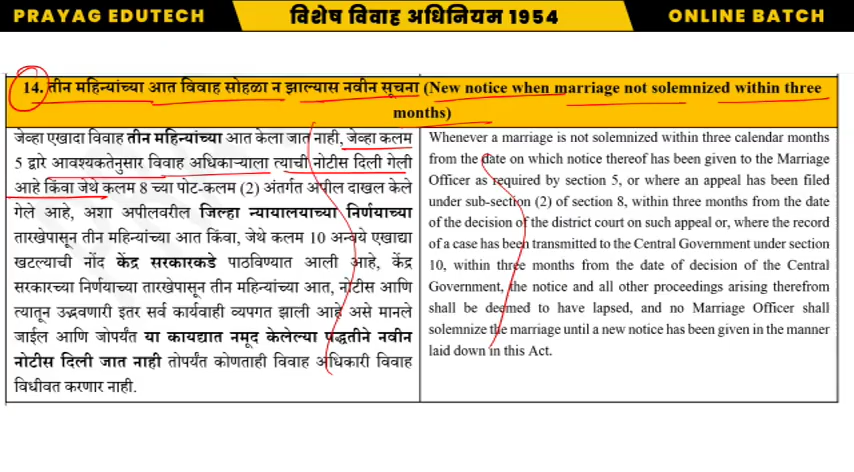 PRAYAG EDUTECH
विशेष विवाह अधिनियम 1954
ONLINE BATCH
14. तीन महिन्यांच्या आत विवाह सोहळा न झाल्यास नवीन सूचना (New notice when marriage not solemnized within three
months)
जेव्हा एखादा विवाह तीन महिन्यांच्या आत केला जात नाही, जेव्हा कलम
5 द्वारे आवश्यकतेनुसार विवाह अधिकाऱ्याला त्याची नोटीस दिली गेली
आहे किंवा जेथे कलम 8 च्या पोट-कलम (2) अंतर्गत अपील दाखल केले
गेले आहे, अशा अपीलवरील जिल्हा न्यायालयाच्या निर्णयाच्या
तारखेपासून तीन महिन्यांच्या आत किंवा, जेथे कलम 10 अन्वये एखाद्या
खटल्याची नोंद केंद्र सरकारकडे पाठविण्यात आली आहे, केंद्र
सरकारच्या निर्णयाच्या तारखेपासून तीन महिन्यांच्या आत, नोटीस आणि
त्यातून उद्भवणारी इतर सर्व कार्यवाही व्यपगत झाली आहे असे मानले
जाईल आणि जोपर्यंत या कायद्यात नमूद केलेल्या पद्धतीने नवीन
नोटीस दिली जात नाही तोपर्यंत कोणताही विवाह अधिकारी विवाह
विधीवत करणार नाही.
Whenever a marriage is not solemnized within three calendar months
from the date on which notice thereof has been given to the Marriage
Officer as required by section 5, or where an appeal has been filed
under sub-section (2) of section 8, within three months from the date
of the decision of the district court on such appeal or, where the record
of a case has been transmitted to the Central Government under section
10, within three months from the date of decision of the Central
Government, the notice and all other proceedings arising therefrom
shall be deemed to have lapsed, and no Marriage Officer shall
solemnize the marriage until a new notice has been given in the manner
laid down in this Act.